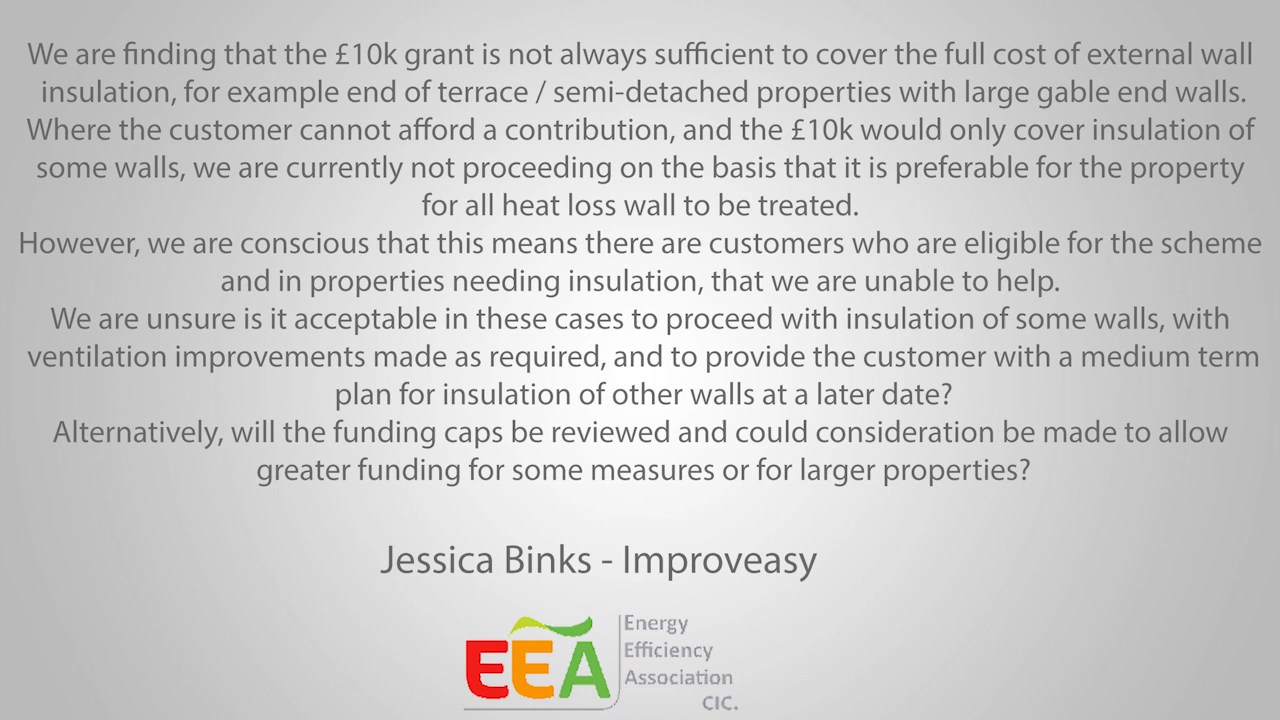 We are finding that the £10k grant is not always sufficient to cover the full cost of external wall
insulation, for example end of terrace / semi-detached properties with large gable end walls.
Where the customer cannot afford a contribution, and the £10k would only cover insulation of
some walls, we are currently not proceeding on the basis that it is preferable for the property
for all heat loss wall to be treated.
However, we are conscious that this means there are customers who are eligible for the scheme
and in properties needing insulation, that we are unable to help.
We are unsure is it acceptable in these cases to proceed with insulation of some walls, with
ventilation improvements made as required, and to provide the customer with a medium term
plan for insulation of other walls at a later date?
Alternatively, will the funding caps be reviewed and could consideration be made to allow
greater funding for some measures or for larger properties?
Jessica Binks - Improveasy
EEA
Energy
Efficiency
Association
CIC.